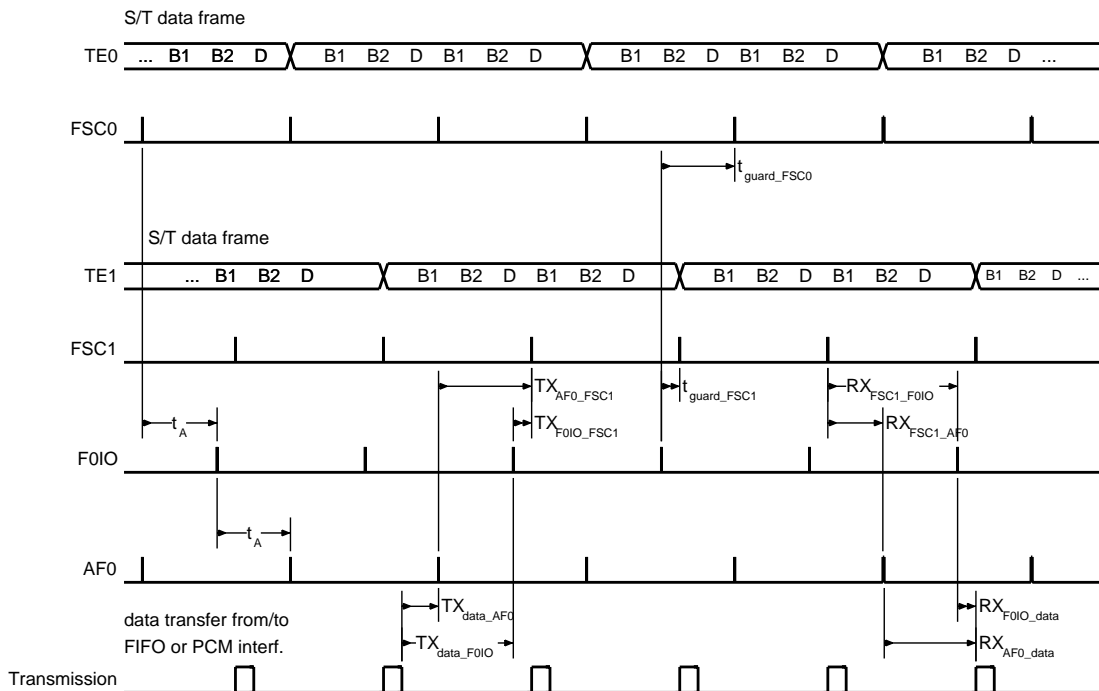 S/T data frame
TE0 ... B1 B2 D B1 B2 D B1 B2 D B1 B2 D B1 B2 D B1 B2 D ...
FSC0
t guard_FSC0
S/T data frame
TE1 ... B1 B2 D B1 B2 D B1 B2 D B1 B2 D B1 B2 D B1 B2 D ...
FSC1
TX AF0_FSC1 t guard_FSC1 RX FSC1_F0IO
t A TX F0IO_FSC1 RX FSC1_AF0
F0IO
t A
AF0
data transfer from/to TX data_AF0 RX F0IO_data
FIFO or PCM interf. TX data_F0IO RX AF0_data
Transmission